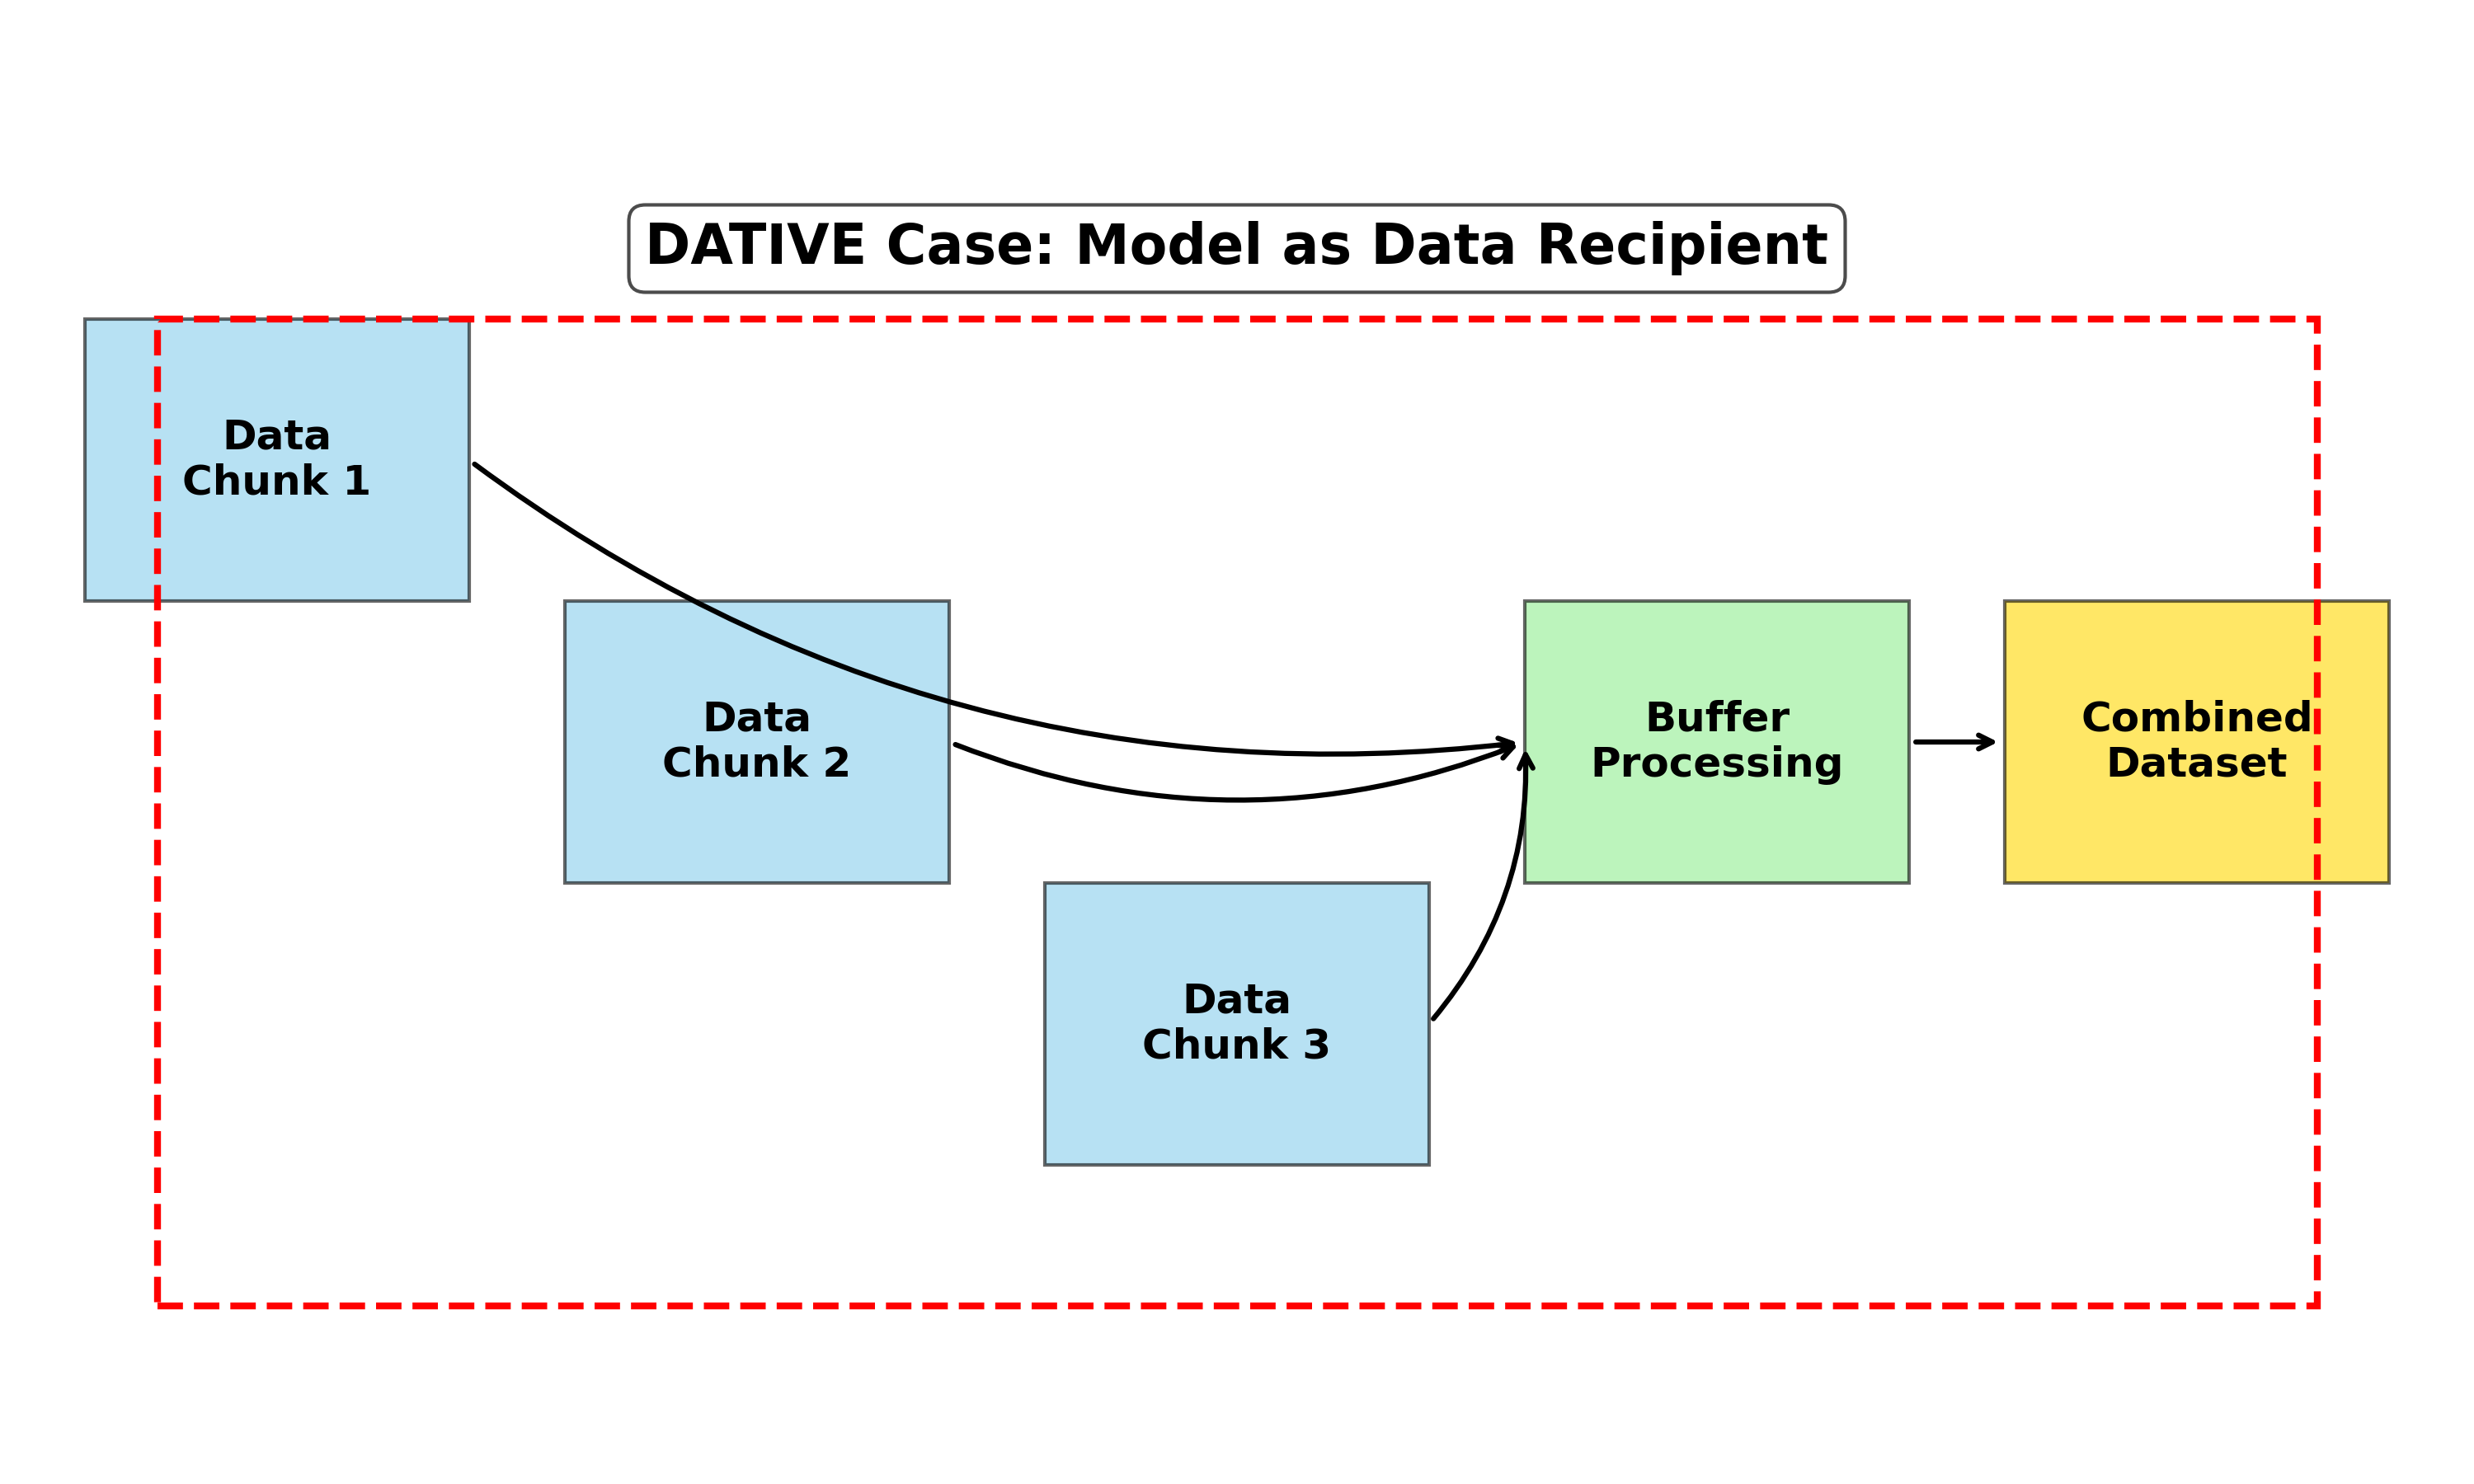 DATIVE Case: Model as Data Recipient
Data
Chunk 1
Data
Chunk 2
Buffer
Processing
Combined
Dataset
Data
Chunk 3